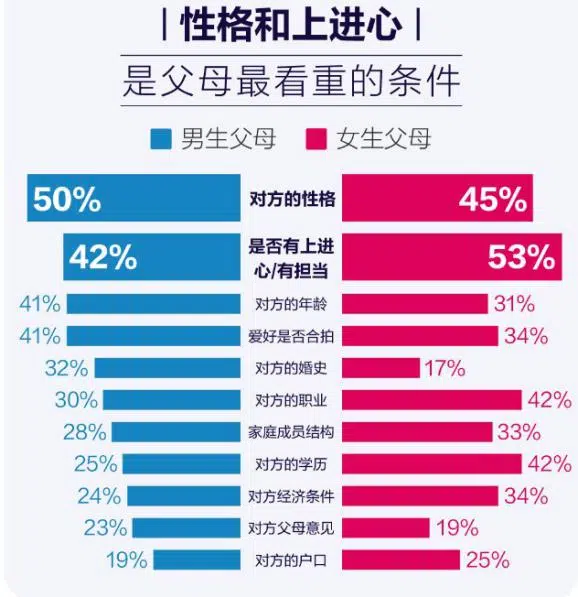 性格和上进心
是父母最看重的条件
男生父母 女生父母
50% 对方的性格 45%
42% 是否有上进心/有担当 53%
41% 对方的年龄 31%
41% 爱好是否合拍 34%
32% 对方的婚史 17%
30% 对方的职业 42%
28% 家庭成员结构 33%
25% 对方的学历 42%
24% 对方经济条件 34%
23% 对方父母意见 19%
19% 对方的户口 25%